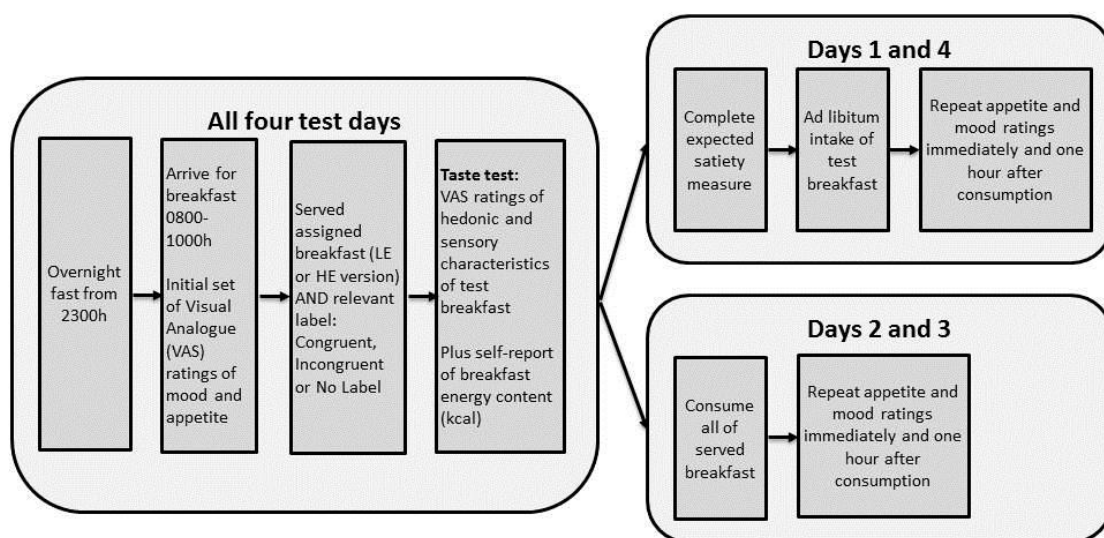 All four test days
Overnight
fast from
2300h
Arrive for
breakfast
0800-
1000h
Initial set
of Visual
Analogue
(VAS)
ratings of
mood and
appetite
Served
assigned
breakfast (LE
or HE version)
AND relevant
label:
Congruent,
Incongruent
or No Label
Taste test:
VAS ratings of
hedonic and
sensory
characteristics
of test
breakfast
Plus self-report
of breakfast
energy content
(kcal)
Days 1 and 4
Complete
expected
satiety
measure
Ad libitum
intake of
test
breakfast
Repeat appetite and
mood ratings
immediately and one
hour after
consumption
Days 2 and 3
Consume
all of
served
breakfast
Repeat appetite and
mood ratings
immediately and one
hour after
consumption